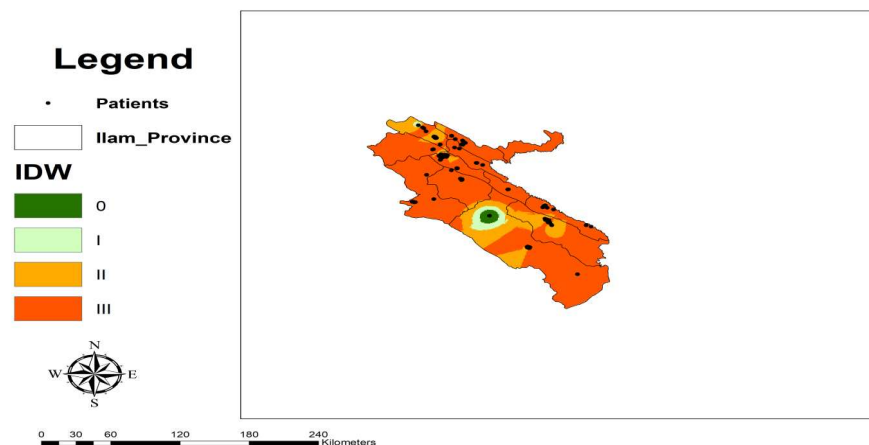 Legend
Patients
Ilam_Province
IDW
0
I
II
III
N
W E
S
0 30 60 120 180 240
Kilometers